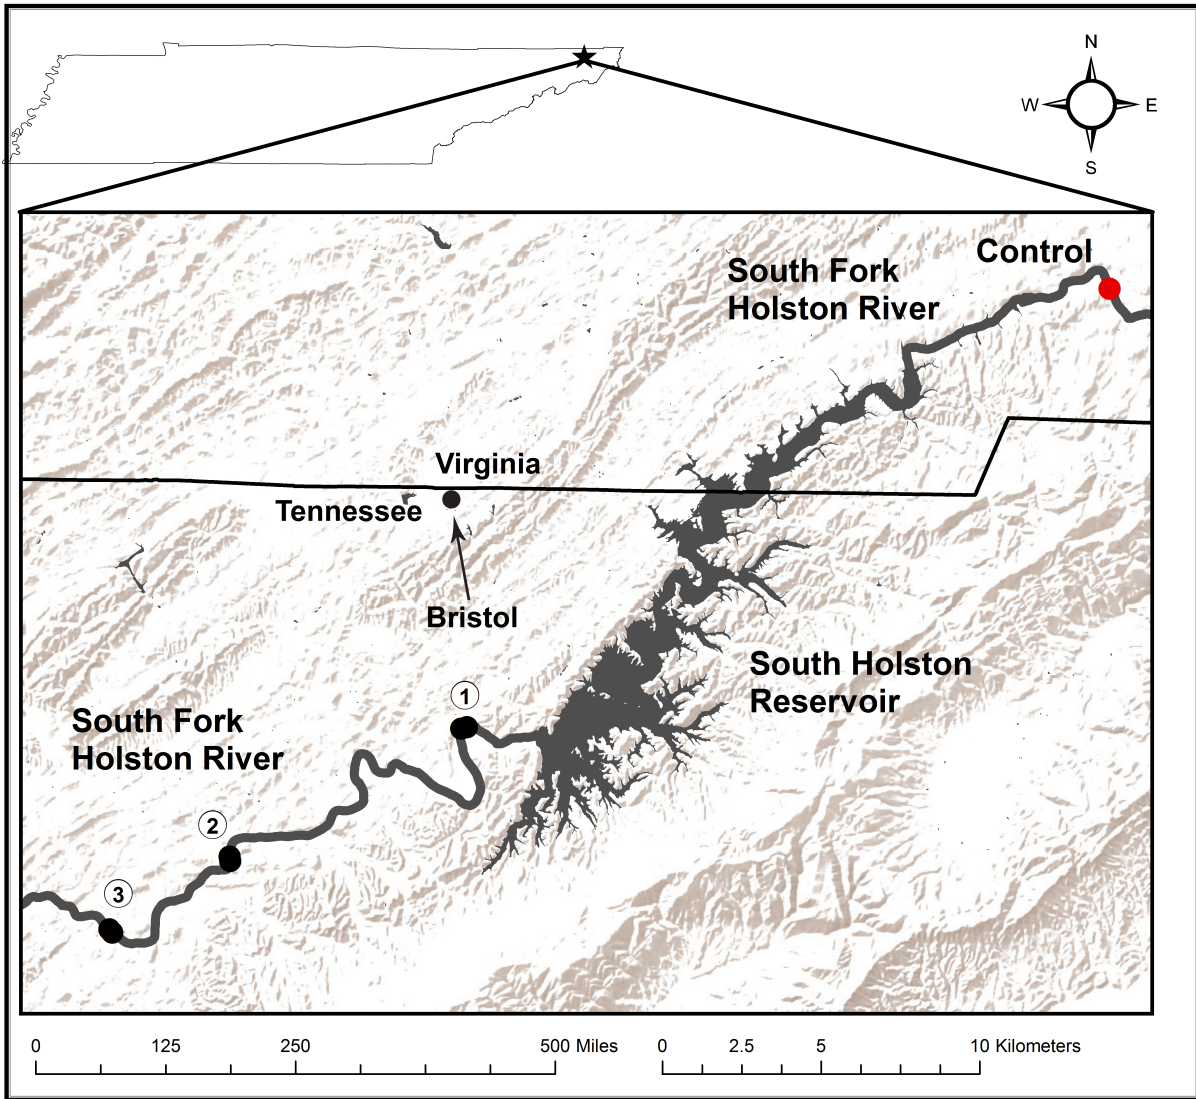 N
W E
S
Control
South Fork
Holston River
Virginia
Tennessee
Bristol
South Holston
Reservoir
1
South Fork
Holston River
2
3
0 125 250 500 Miles 0 2.5 5 10 Kilometers